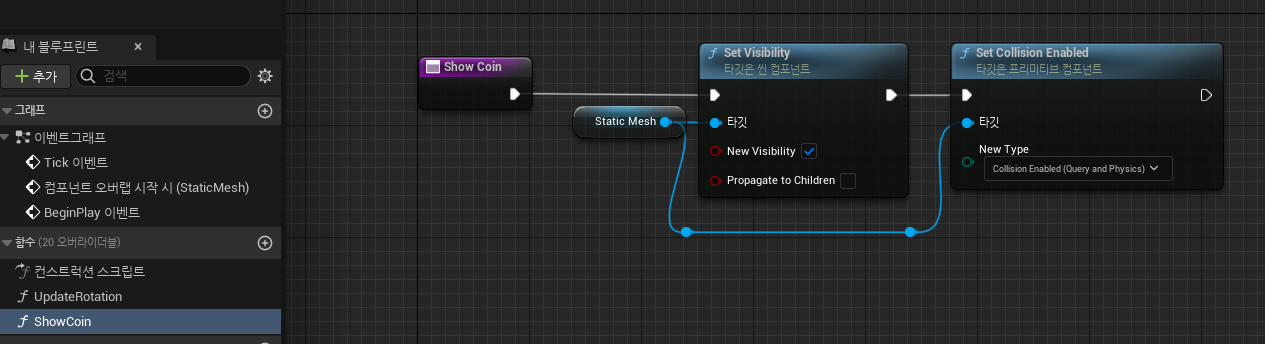 내 블루프린트
추가
검색
그래프
이벤트그래프
Tick 이벤트
컴포넌트 오버랩 시작 시 (StaticMesh)
BeginPlay 이벤트
함수 (20 오버라이더블)
컨스트럭션 스크립트
UpdateRotation
ShowCoin
Show Coin
Static Mesh
Set Visibility
타깃은 씬 컴포넌트
타깃
New Visibility
Propagate to Children
Set Collision Enabled
타깃은 프리미티브 컴포넌트
타깃
New Type
Collision Enabled (Query and Physics)